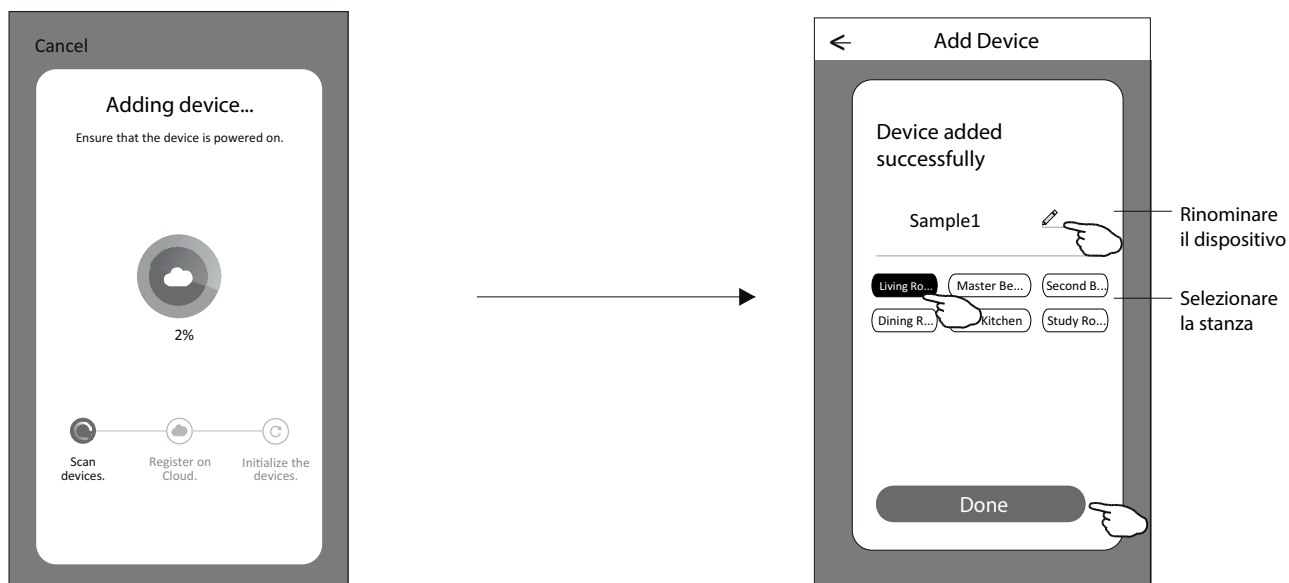 Cancel
Adding device...
Ensure that the device is powered on.
2%
Scan
devices.
Register on
Cloud.
Initialize the
devices.
Add Device
Device added
successfully
Sample1
Rinominare
il dispositivo
Living Ro...
Master Be...
Second B...
Selezionare
la stanza
Dining R...
Kitchen
Study Ro...
Done